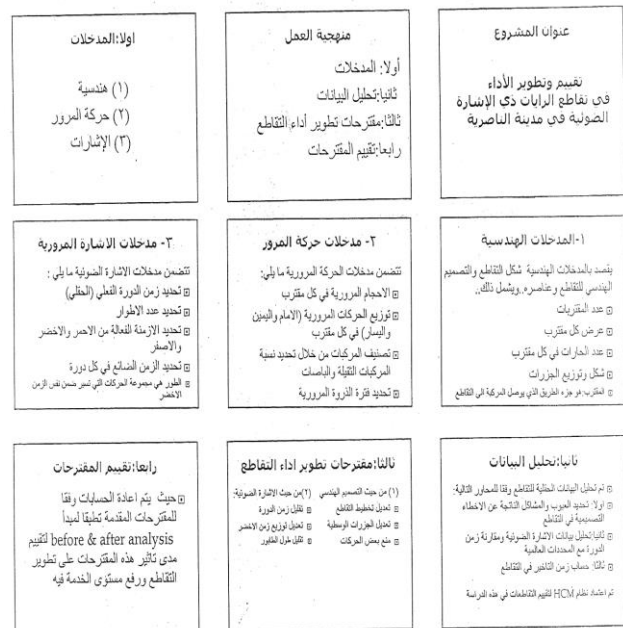 عنوان المشروع
تقييم وتطوير الأداء
في تقاطع الرايات ذي الإشارة
الضوئية في مدينة الناصرية
منهجية العمل
أولا: المدخلات
ثانيا:تحليل البيانات
ثالثا:مقترحات تطوير أداء التقاطع
رابعا:تقييم المقترحات
اولا:المدخلات
(١) هندسية
(٢) حركة المرور
(٣) الإشارات
١-المدخلات الهندسية
يقصد بالمدخلات الهندسية شكل التقاطع والتصميم
الهندسي للتقاطع وعناصره..ويشمل ذلك..
عدد المقتربات
عرض كل مقترب
عدد الحارات في كل مقترب
شكل وتوزيع الجزرات
المقترب:هو جزء الطريق الذي يوصل المركبة الى التقاطع
٢- مدخلات حركة المرور
تتضمن مدخلات الحركة المرورية ما يلي:
الاحجام المرورية في كل مقترب
توزيع الحركات المرورية (الامام واليمين
واليسار) في كل مقترب
تصنيف المركبات من خلال تحديد نسبة
المركبات الثقيلة والباصات
تحديد فترة الذروة المرورية
٣- مدخلات الاشارة المرورية
تتضمن مدخلات الاشارة الضوئية ما يلي :
تحديد زمن الدورة الفعلي (الحقلي)
تحديد عدد الاطوار
تحديد الازمنة الفعالة من الاحمر والاخضر
والاصفر
تحديد الزمن الضائع في كل دورة
الطور:هو مجموعة الحركات التي تسير ضمن نفس الزمن
الاخضر
ثانيا:تحليل البيانات
تم تحليل البيانات الحقلية للتقاطع وفقا للمحاور التالية:
اولا: تحديد العيوب والمشاكل الناتجة عن الاخطاء
التصميمية في التقاطع
ثانيا:تحليل بيانات الاشارة الضوئية ومقارنة زمن
الدورة مع المحددات العالمية
ثالثا: حساب زمن التاخير في التقاطع
تم اعتماد نظام HCM لتقييم التقاطعات في هذه الدراسة
ثالثا:مقترحات تطوير اداء التقاطع
(١) من حيث التصميم الهندسي
تعديل تخطيط التقاطع
تعديل الجزرات الوسطية
منع بعض الحركات
(٢)من حيث الاشارة الضوئية:
تقليل زمن الدورة
تعديل توزيع زمن الاخضر
تقليل طول الطابور
رابعا:تقييم المقترحات
حيث يتم اعادة الحسابات وفقا
للمقترحات المقدمة تطبيقا لمبدأ
before & after analysis لتقييم
مدى تاثير هذه المقترحات على تطوير
التقاطع ورفع مستوى الخدمة فيه